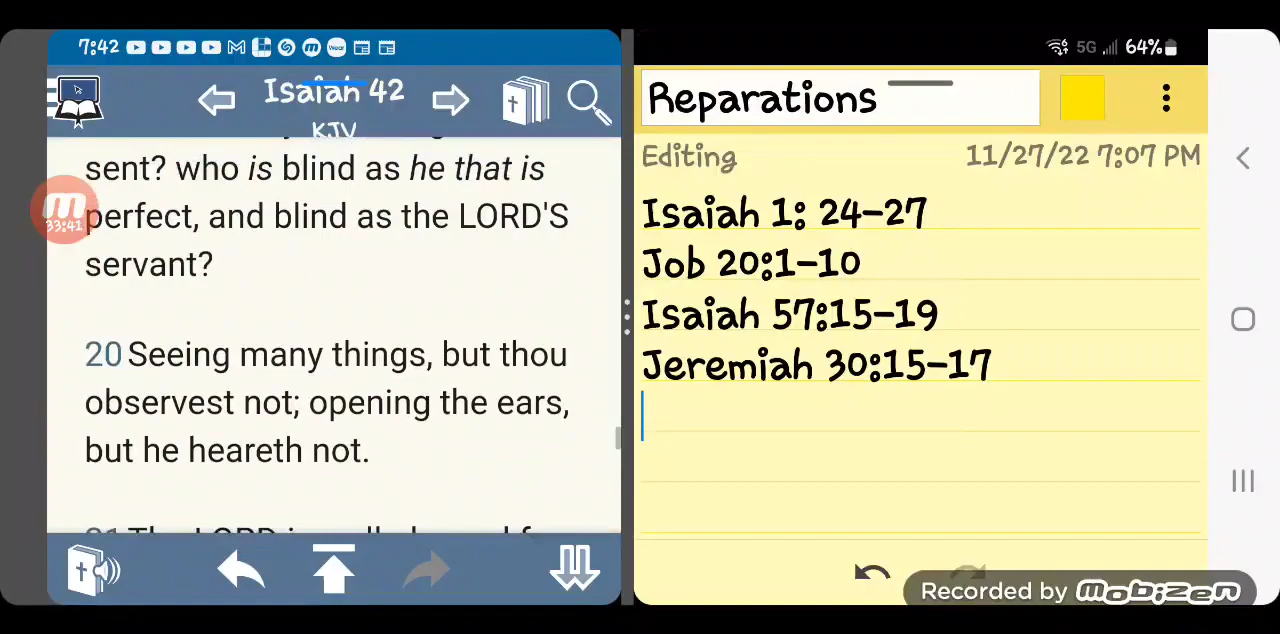 7:42
Wear
5G 64%
Isaiah 42
KJV
sent? who is blind as he that is
perfect, and blind as the LORD'S
servant?
20 Seeing many things, but thou
observest not; opening the ears,
but he heareth not.
33:41
Reparations
Editing 11/27/22 7:07 PM
Isaiah 1: 24-27
Job 20:1-10
Isaiah 57:15-19
Jeremiah 30:15-17
Recorded by mobizen